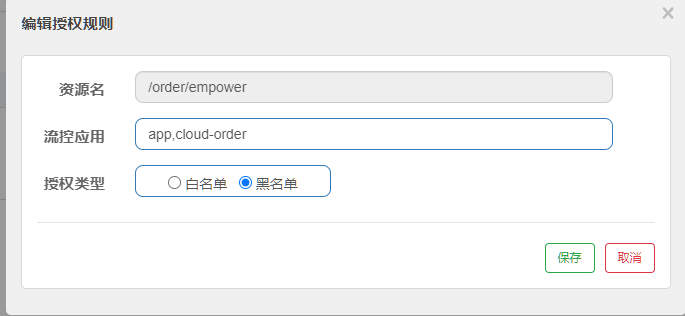 编辑授权规则
×
资源名 /order/empower
流控应用 app,cloud-order
授权类型 白名单 黑名单
保存 取消